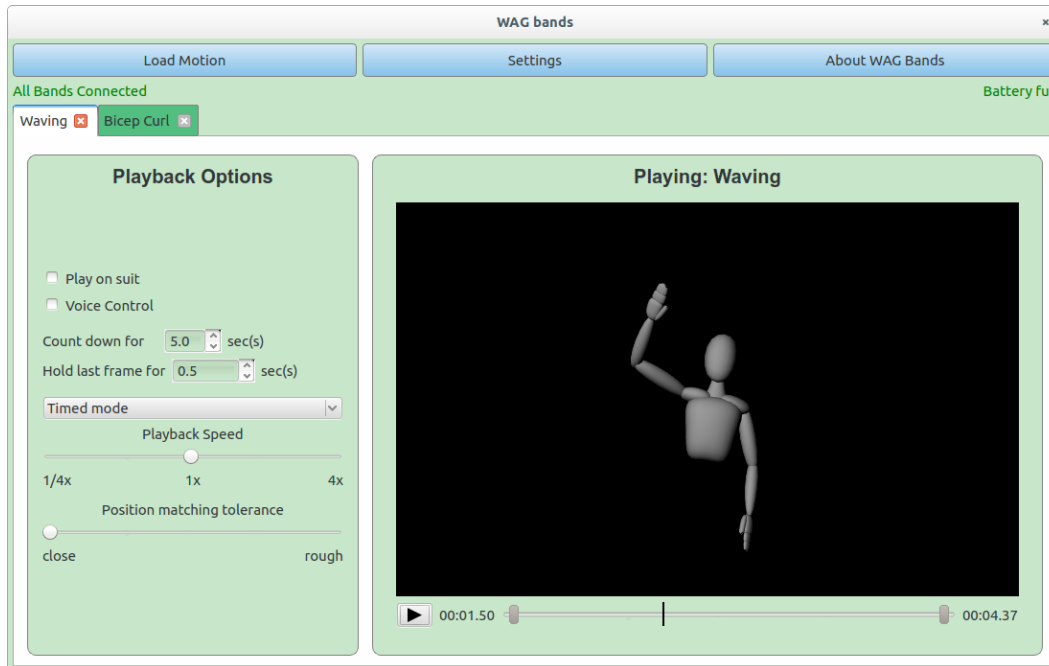 WAG bands
Load Motion Settings About WAG Bands
All Bands Connected Battery fu
Waving Bicep Curl
Playback Options Playing: Waving
Play on suit
Voice Control
Count down for 5.0 sec(s)
Hold last frame for 0.5 sec(s)
Timed mode
Playback Speed
1/4x 1x 4x
Position matching tolerance
close rough
00:01.50 00:04.37